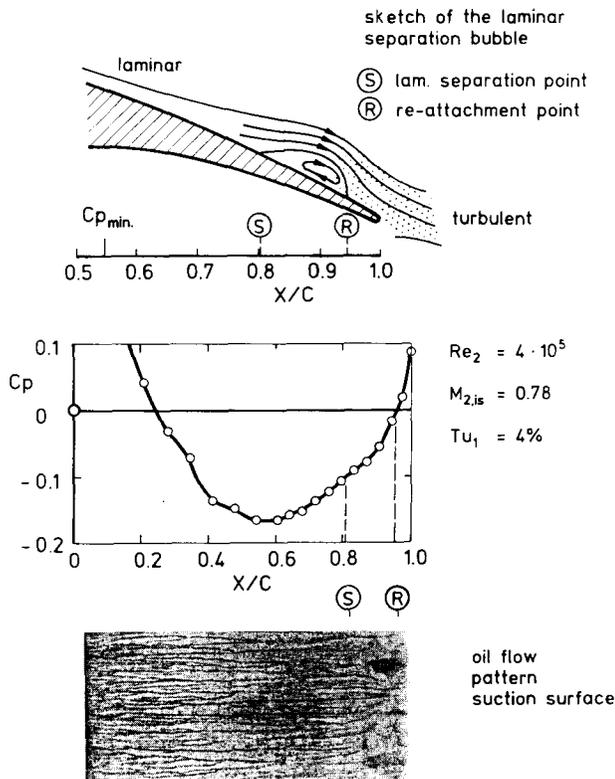 sketch of the laminar
separation bubble
laminar
S lam. separation point
R re-attachment point
turbulent
Cp min.
S R
0.5 0.6 0.7 0.8 0.9 1.0
X/C
0.1
Cp
0
-0.1
-0.2
0 0.2 0.4 0.6 0.8 1.0
X/C
Re₂ = 4 · 10⁵
M₂,is = 0.78
Tu₁ = 4%
S R
oil flow
pattern
suction surface